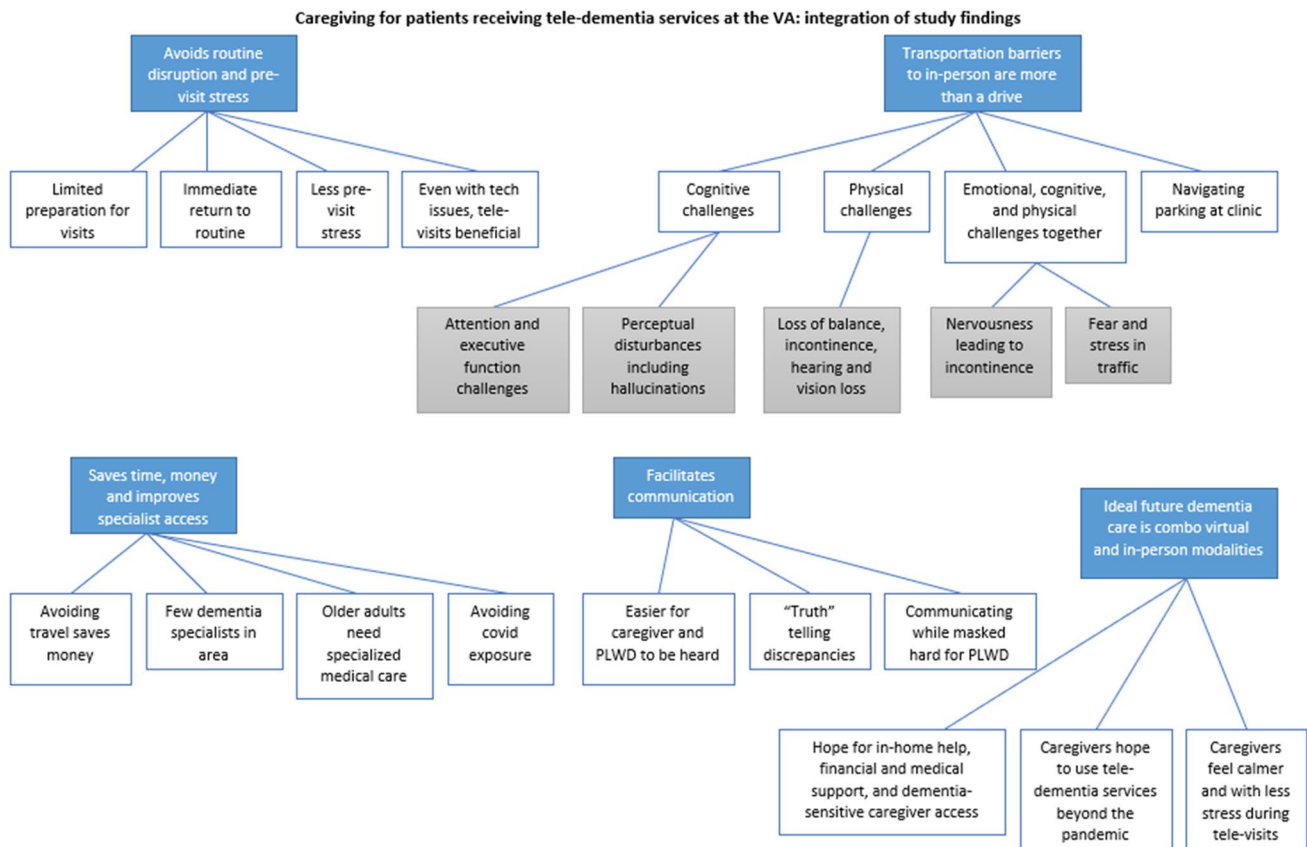 Caregiving for patients receiving tele-dementia services at the VA: integration of study findings
Avoids routine
disruption and pre-
visit stress
Transportation barriers
to in-person are more
than a drive
Limited
preparation for
visits
Immediate
return to
routine
Less pre-
visit
stress
Even with tech
issues, tele-
visits beneficial
Cognitive
challenges
Physical
challenges
Emotional, cognitive,
and physical
challenges together
Navigating
parking at clinic
Attention and
executive
function
challenges
Perceptual
disturbances
including
hallucinations
Loss of balance,
incontinence,
hearing and
vision loss
Nervousness
leading to
incontinence
Fear and
stress in
traffic
Saves time, money
and improves
specialist access
Facilitates
communication
Ideal future dementia
care is combo virtual
and in-person modalities
Avoiding
travel saves
money
Few dementia
specialists in
area
Older adults
need
specialized
medical care
Avoiding
covid
exposure
Easier for
caregiver and
PLWD to be heard
“Truth”
telling
discrepancies
Communicating
while masked
hard for PLWD
Hope for in-home help,
financial and medical
support, and dementia-
sensitive caregiver access
Caregivers hope
to use tele-
dementia services
beyond the
pandemic
Caregivers
feel calmer
and with less
stress during
tele-visits